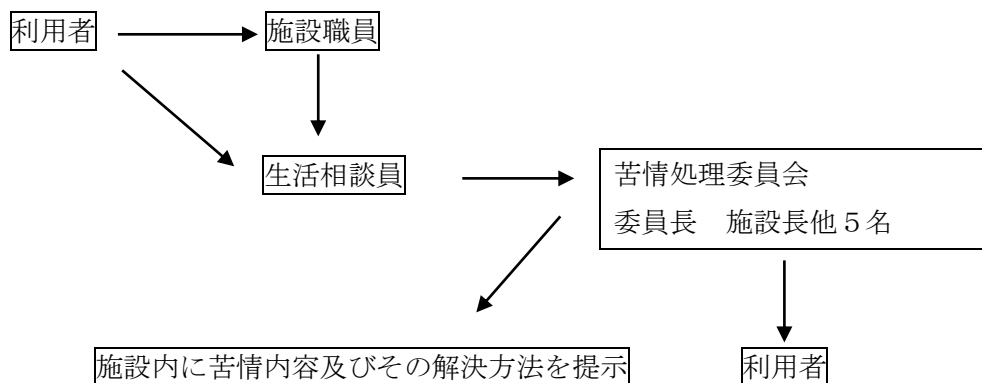 利用者
施設職員
生活相談員
苦情処理委員会
委員長　施設長他５名
施設内に苦情内容及びその解決方法を提示
利用者